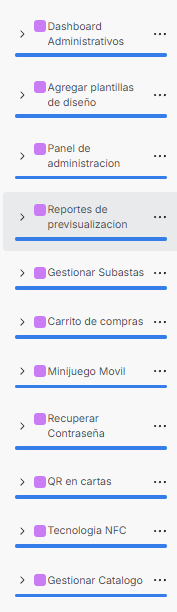 Dashboard
Administrativos
Agregar plantillas
de diseño
Panel de
administracion
Reportes de
previsualizacion
Gestionar Subastas
Carrito de compras
Minijuego Movil
Recuperar
Contraseña
QR en cartas
Tecnologia NFC
Gestionar Catalogo